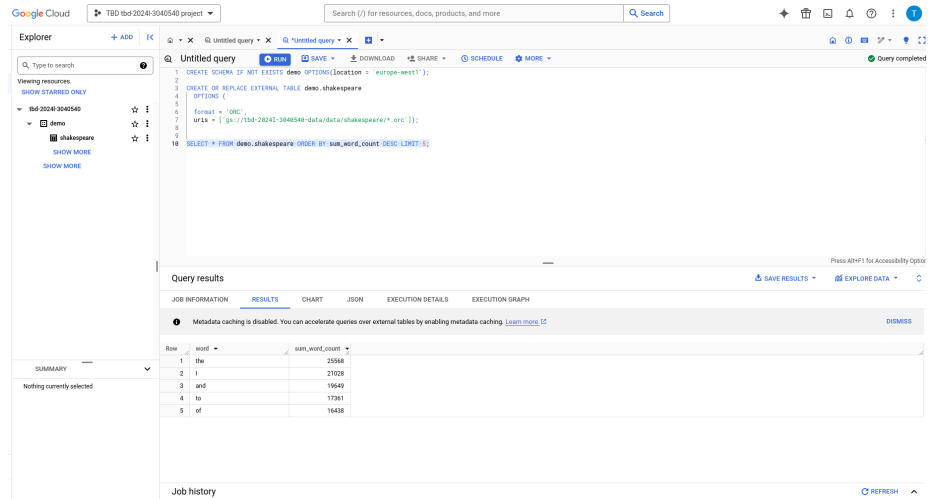 Google Cloud
TBD tbd-2024l-3040540 project
Search (/) for resources, docs, products, and more
Search
T
Explorer
+ ADD
Untitled query
*Untitled query
Type to search
Viewing resources.
SHOW STARRED ONLY
tbd-2024l-3040540
demo
shakespeare
SHOW MORE
SHOW MORE
Untitled query
RUN
SAVE
DOWNLOAD
SHARE
SCHEDULE
MORE
Query completed
1 CREATE SCHEMA IF NOT EXISTS demo OPTIONS(location = 'europe-west1');
2
3 CREATE OR REPLACE EXTERNAL TABLE demo.shakespeare
4 OPTIONS (
5
6 format = 'ORC',
7 uris = ['gs://tbd-2024l-3040540-data/data/shakespeare/*.orc']);
8
9
10 SELECT * FROM demo.shakespeare ORDER BY sum_word_count DESC LIMIT 5;
Press Alt+F1 for Accessibility Option
Query results
SAVE RESULTS
EXPLORE DATA
JOB INFORMATION
RESULTS
CHART
JSON
EXECUTION DETAILS
EXECUTION GRAPH
Metadata caching is disabled. You can accelerate queries over external tables by enabling metadata caching. Learn more
DISMISS
Row word sum_word_count
1 the 25568
2 I 21028
3 and 19649
4 to 17361
5 of 16438
SUMMARY
Nothing currently selected
Job history
REFRESH